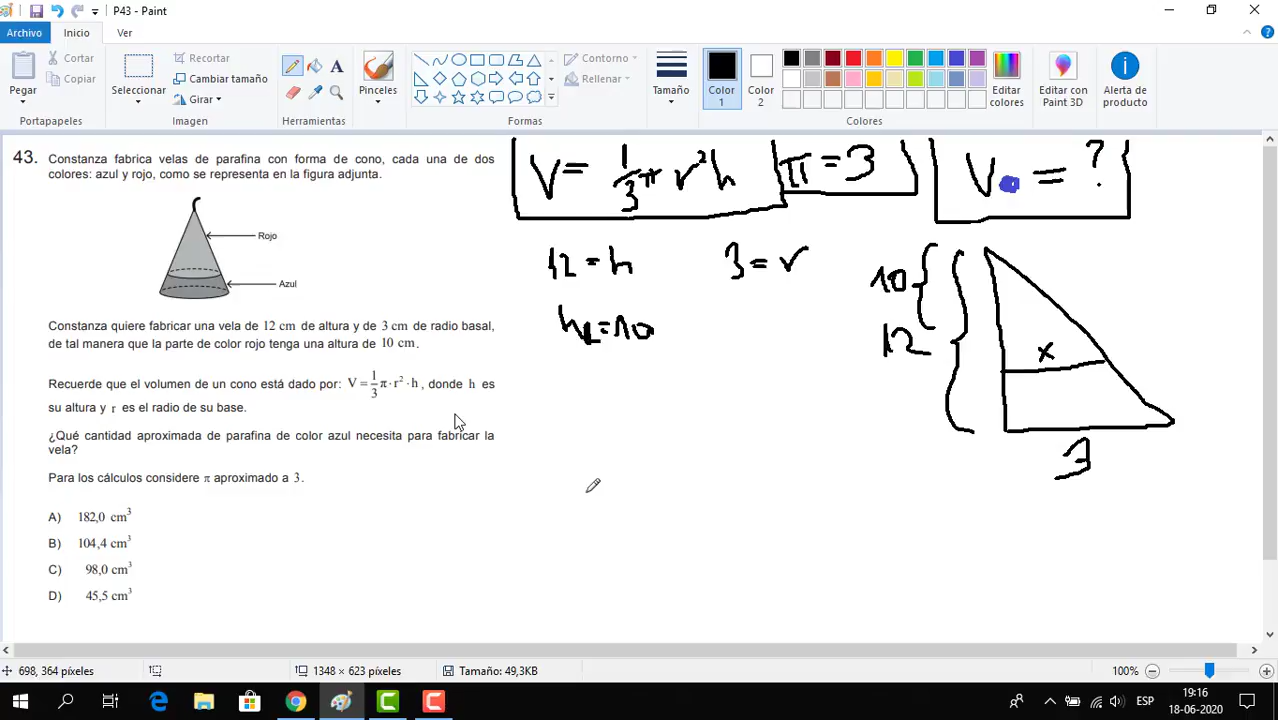 P43 - Paint
Archivo Inicio Ver
Pegar
Cortar
Copiar
Portapapeles
Seleccionar
Recortar
Cambiar tamaño
Girar
Imagen
A
Herramientas
Pinceles
Contorno
Rellenar
Formas
Tamaño
Color 1
Color 2
Editar colores
Colores
Editar con Paint 3D
Alerta de producto
43. Constanza fabrica velas de parafina con forma de cono, cada una de dos
colores: azul y rojo, como se representa en la figura adjunta.
Rojo
Azul
Constanza quiere fabricar una vela de 12 cm de altura y de 3 cm de radio basal,
de tal manera que la parte de color rojo tenga una altura de 10 cm.
Recuerde que el volumen de un cono está dado por: V = 1/3 π · r² · h , donde h es
su altura y r es el radio de su base.
¿Qué cantidad aproximada de parafina de color azul necesita para fabricar la
vela?
Para los cálculos considere π aproximado a 3.
A) 182,0 cm³
B) 104,4 cm³
C) 98,0 cm³
D) 45,5 cm³
V = 1/3 π r² h
π = 3
V = ?
12 = h
3 = r
10
12
x
3
698, 364 píxeles
1348 × 623 píxeles
Tamaño: 49,3KB
100%
ESP
19:16
18-06-2020